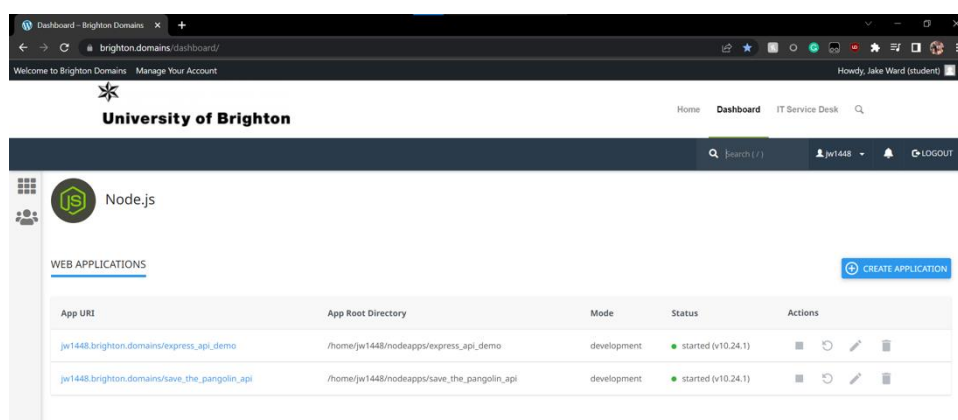 Dashboard – Brighton Domains
brighton.domains/dashboard/
Welcome to Brighton Domains Manage Your Account Howdy, Jake Ward (student)
University of Brighton
Home Dashboard IT Service Desk
Search ( / ) jw1448 LOGOUT
JS Node.js
WEB APPLICATIONS
CREATE APPLICATION
App URI App Root Directory Mode Status Actions
jw1448.brighton.domains/express_api_demo /home/jw1448/nodeapps/express_api_demo development started (v10.24.1)
jw1448.brighton.domains/save_the_pangolin_api /home/jw1448/nodeapps/save_the_pangolin_api development started (v10.24.1)